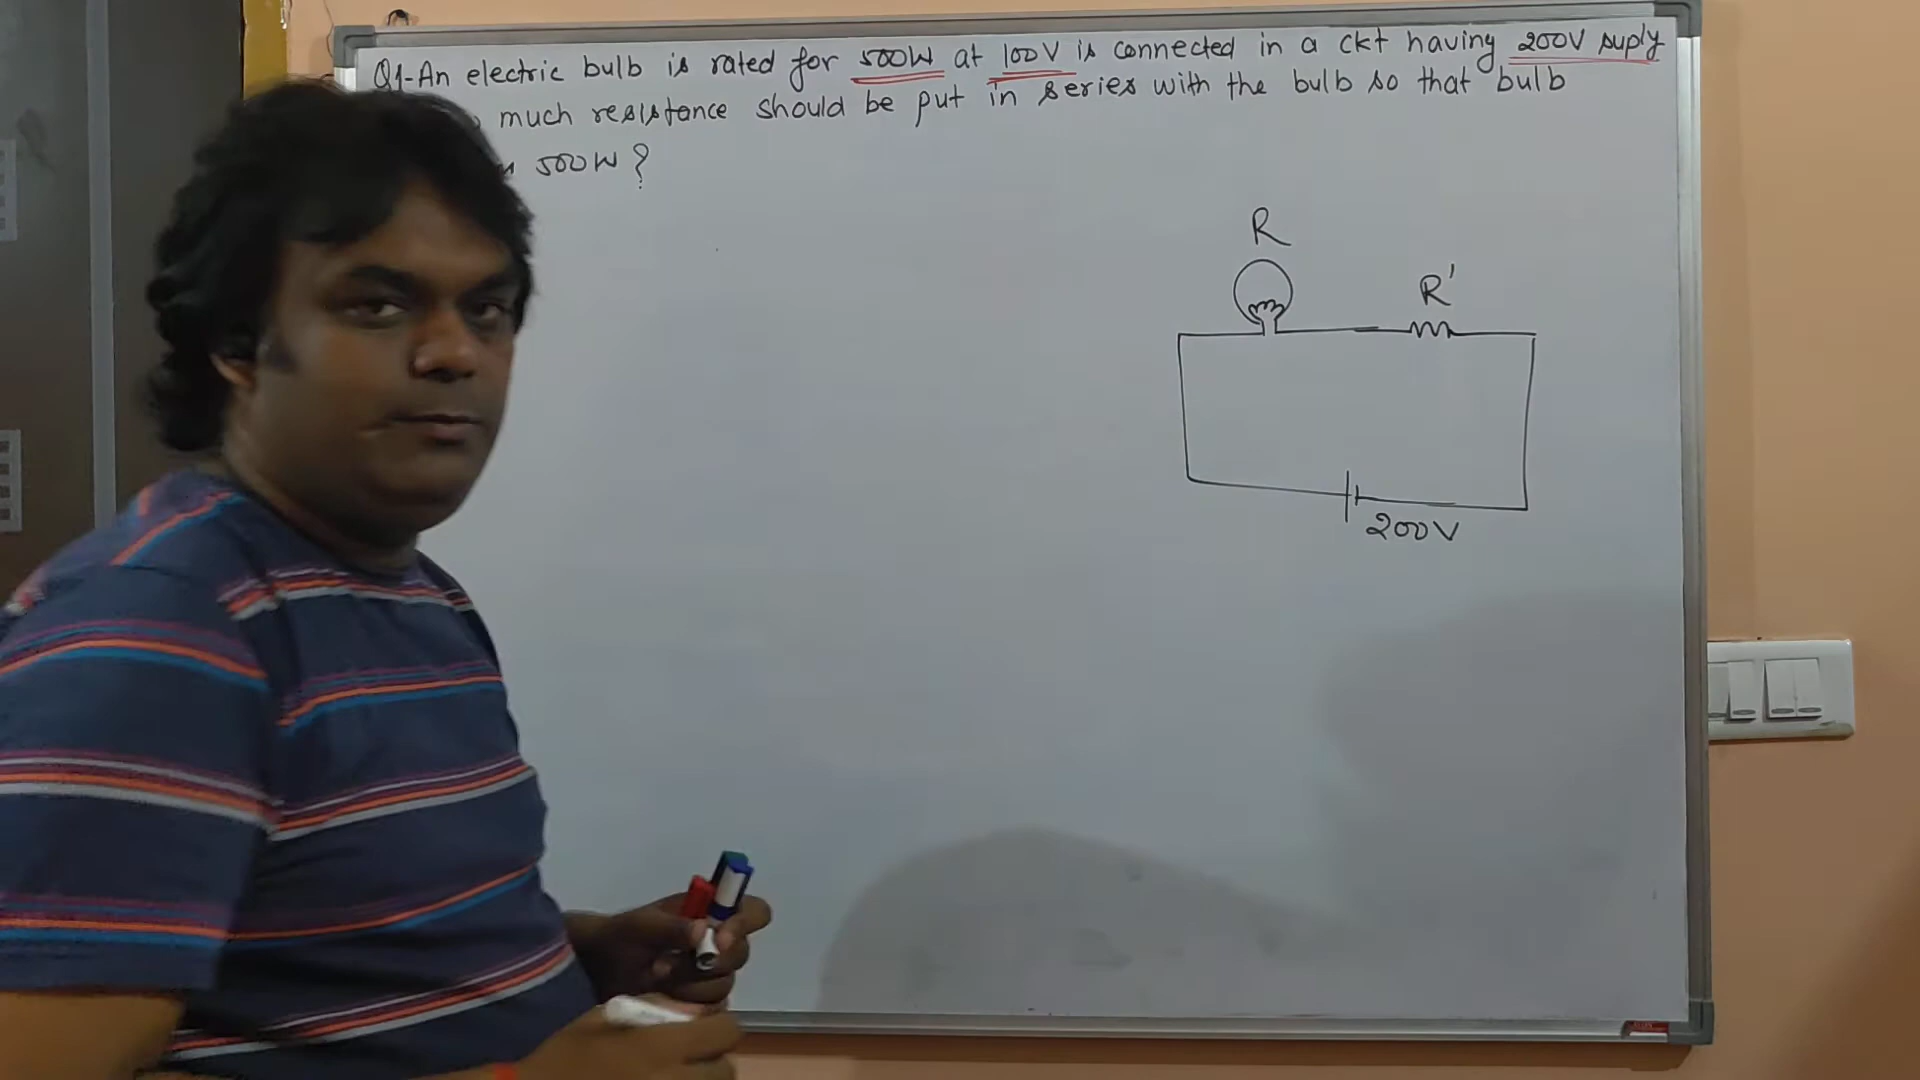 Q1-An electric bulb is rated for 500W at 100V is connected in a ckt having 200V suply
much resistance should be put in series with the bulb so that bulb
500W?
R
R'
200V